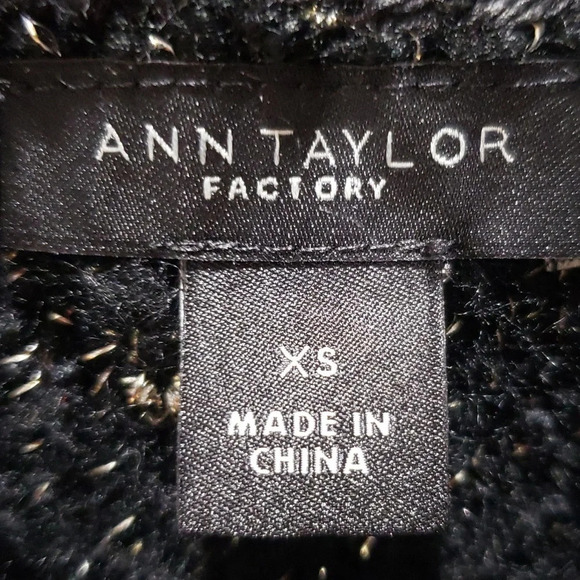 ANN TAYLOR
FACTORY
XS
MADE IN
CHINA